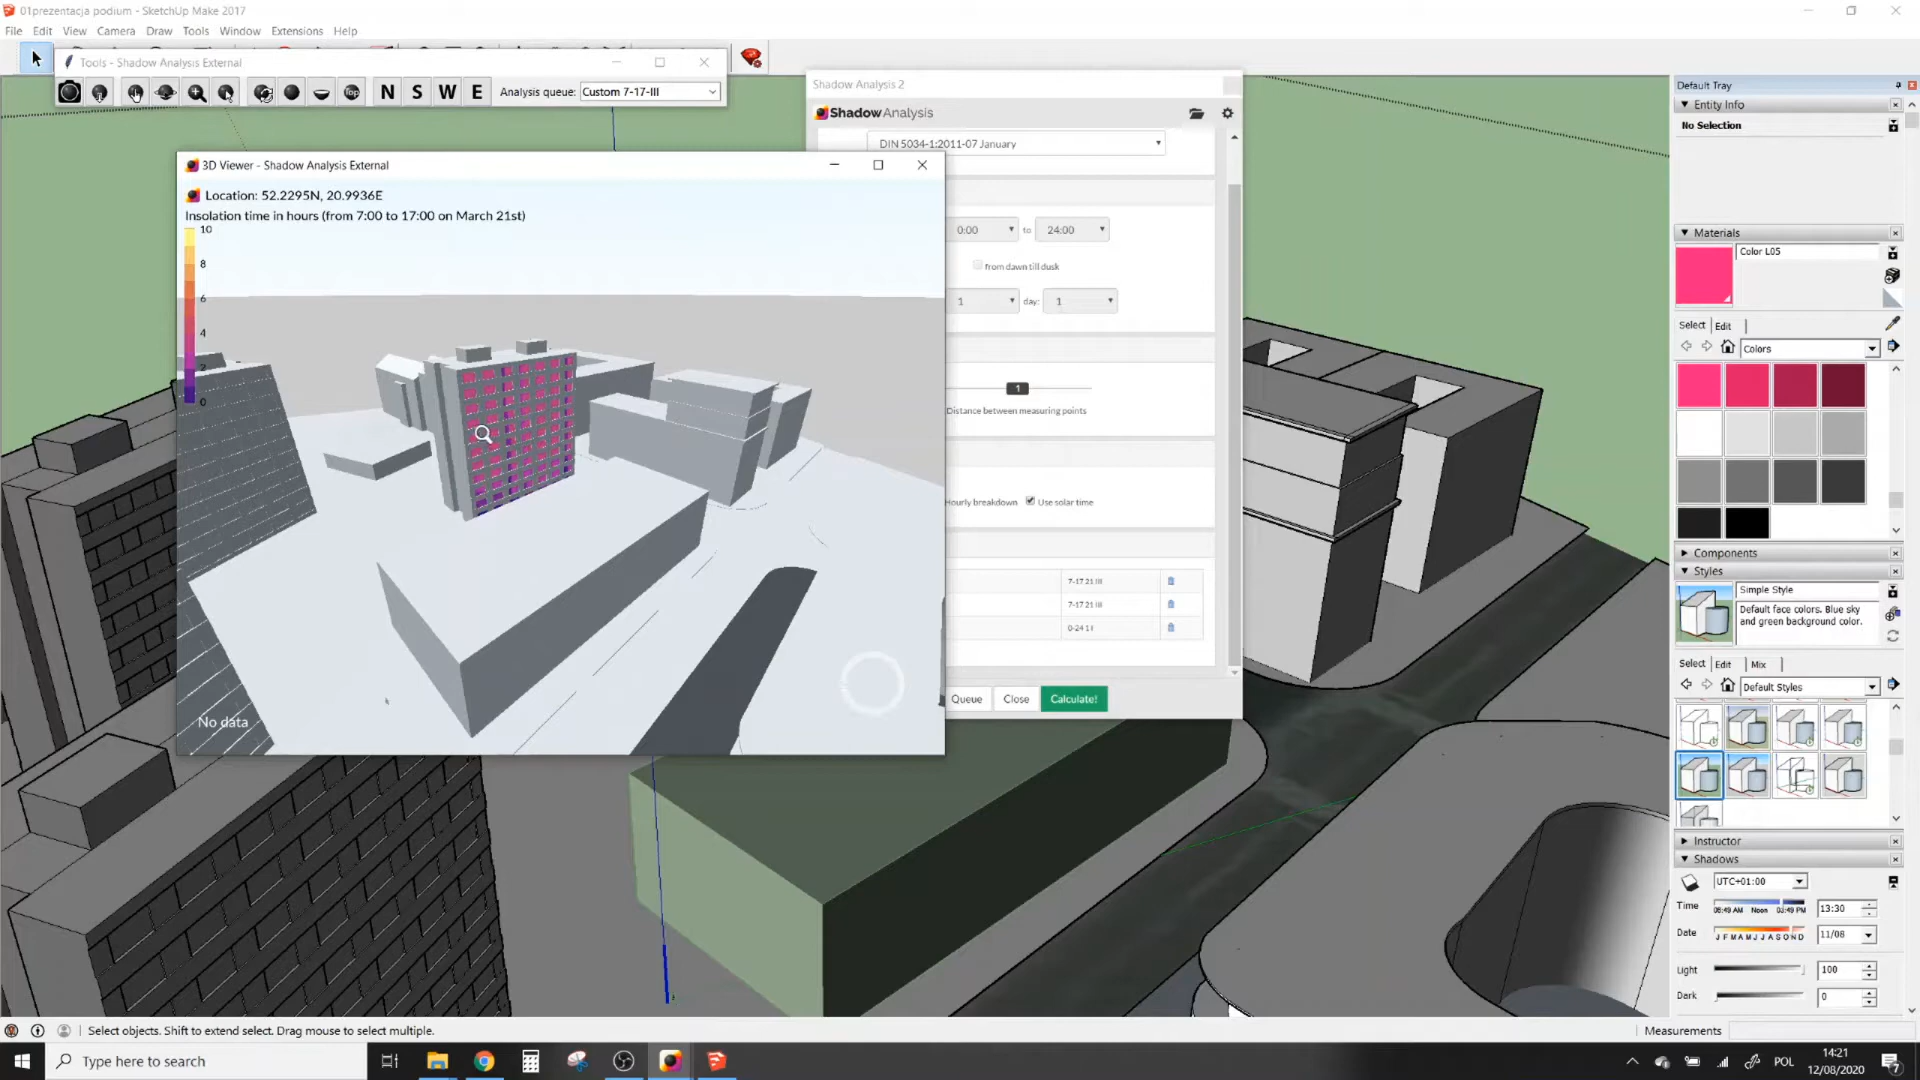 01prezentacja podium - SketchUp Make 2017
File Edit View Camera Draw Tools Window Extensions Help
Tools - Shadow Analysis External
Top N S W E Analysis queue: Custom 7-17-III
Shadow Analysis 2
ShadowAnalysis
DIN 5034-1:2011-07 January
0:00 to 24:00
from dawn till dusk
1 day: 1
1
Distance between measuring points
Hourly breakdown Use solar time
7-17 21 III
7-17 21 III
0-24 1 I
Queue Close Calculate!
3D Viewer - Shadow Analysis External
Location: 52.2295N, 20.9936E
Insolation time in hours (from 7:00 to 17:00 on March 21st)
10
8
6
4
2
0
No data
Default Tray
Entity Info
No Selection
Materials
Color L05
Select Edit
Colors
Components
Styles
Simple Style
Default face colors. Blue sky
and green background color.
Select Edit Mix
Default Styles
Instructor
Shadows
UTC+01:00
Time 06:49 AM Noon 03:49 PM 13:30
Date J F M A M J J A S O N D 11/08
Light 100
Dark 0
Select objects. Shift to extend select. Drag mouse to select multiple.
Measurements
Type here to search
POL
14:21
12/08/2020
7